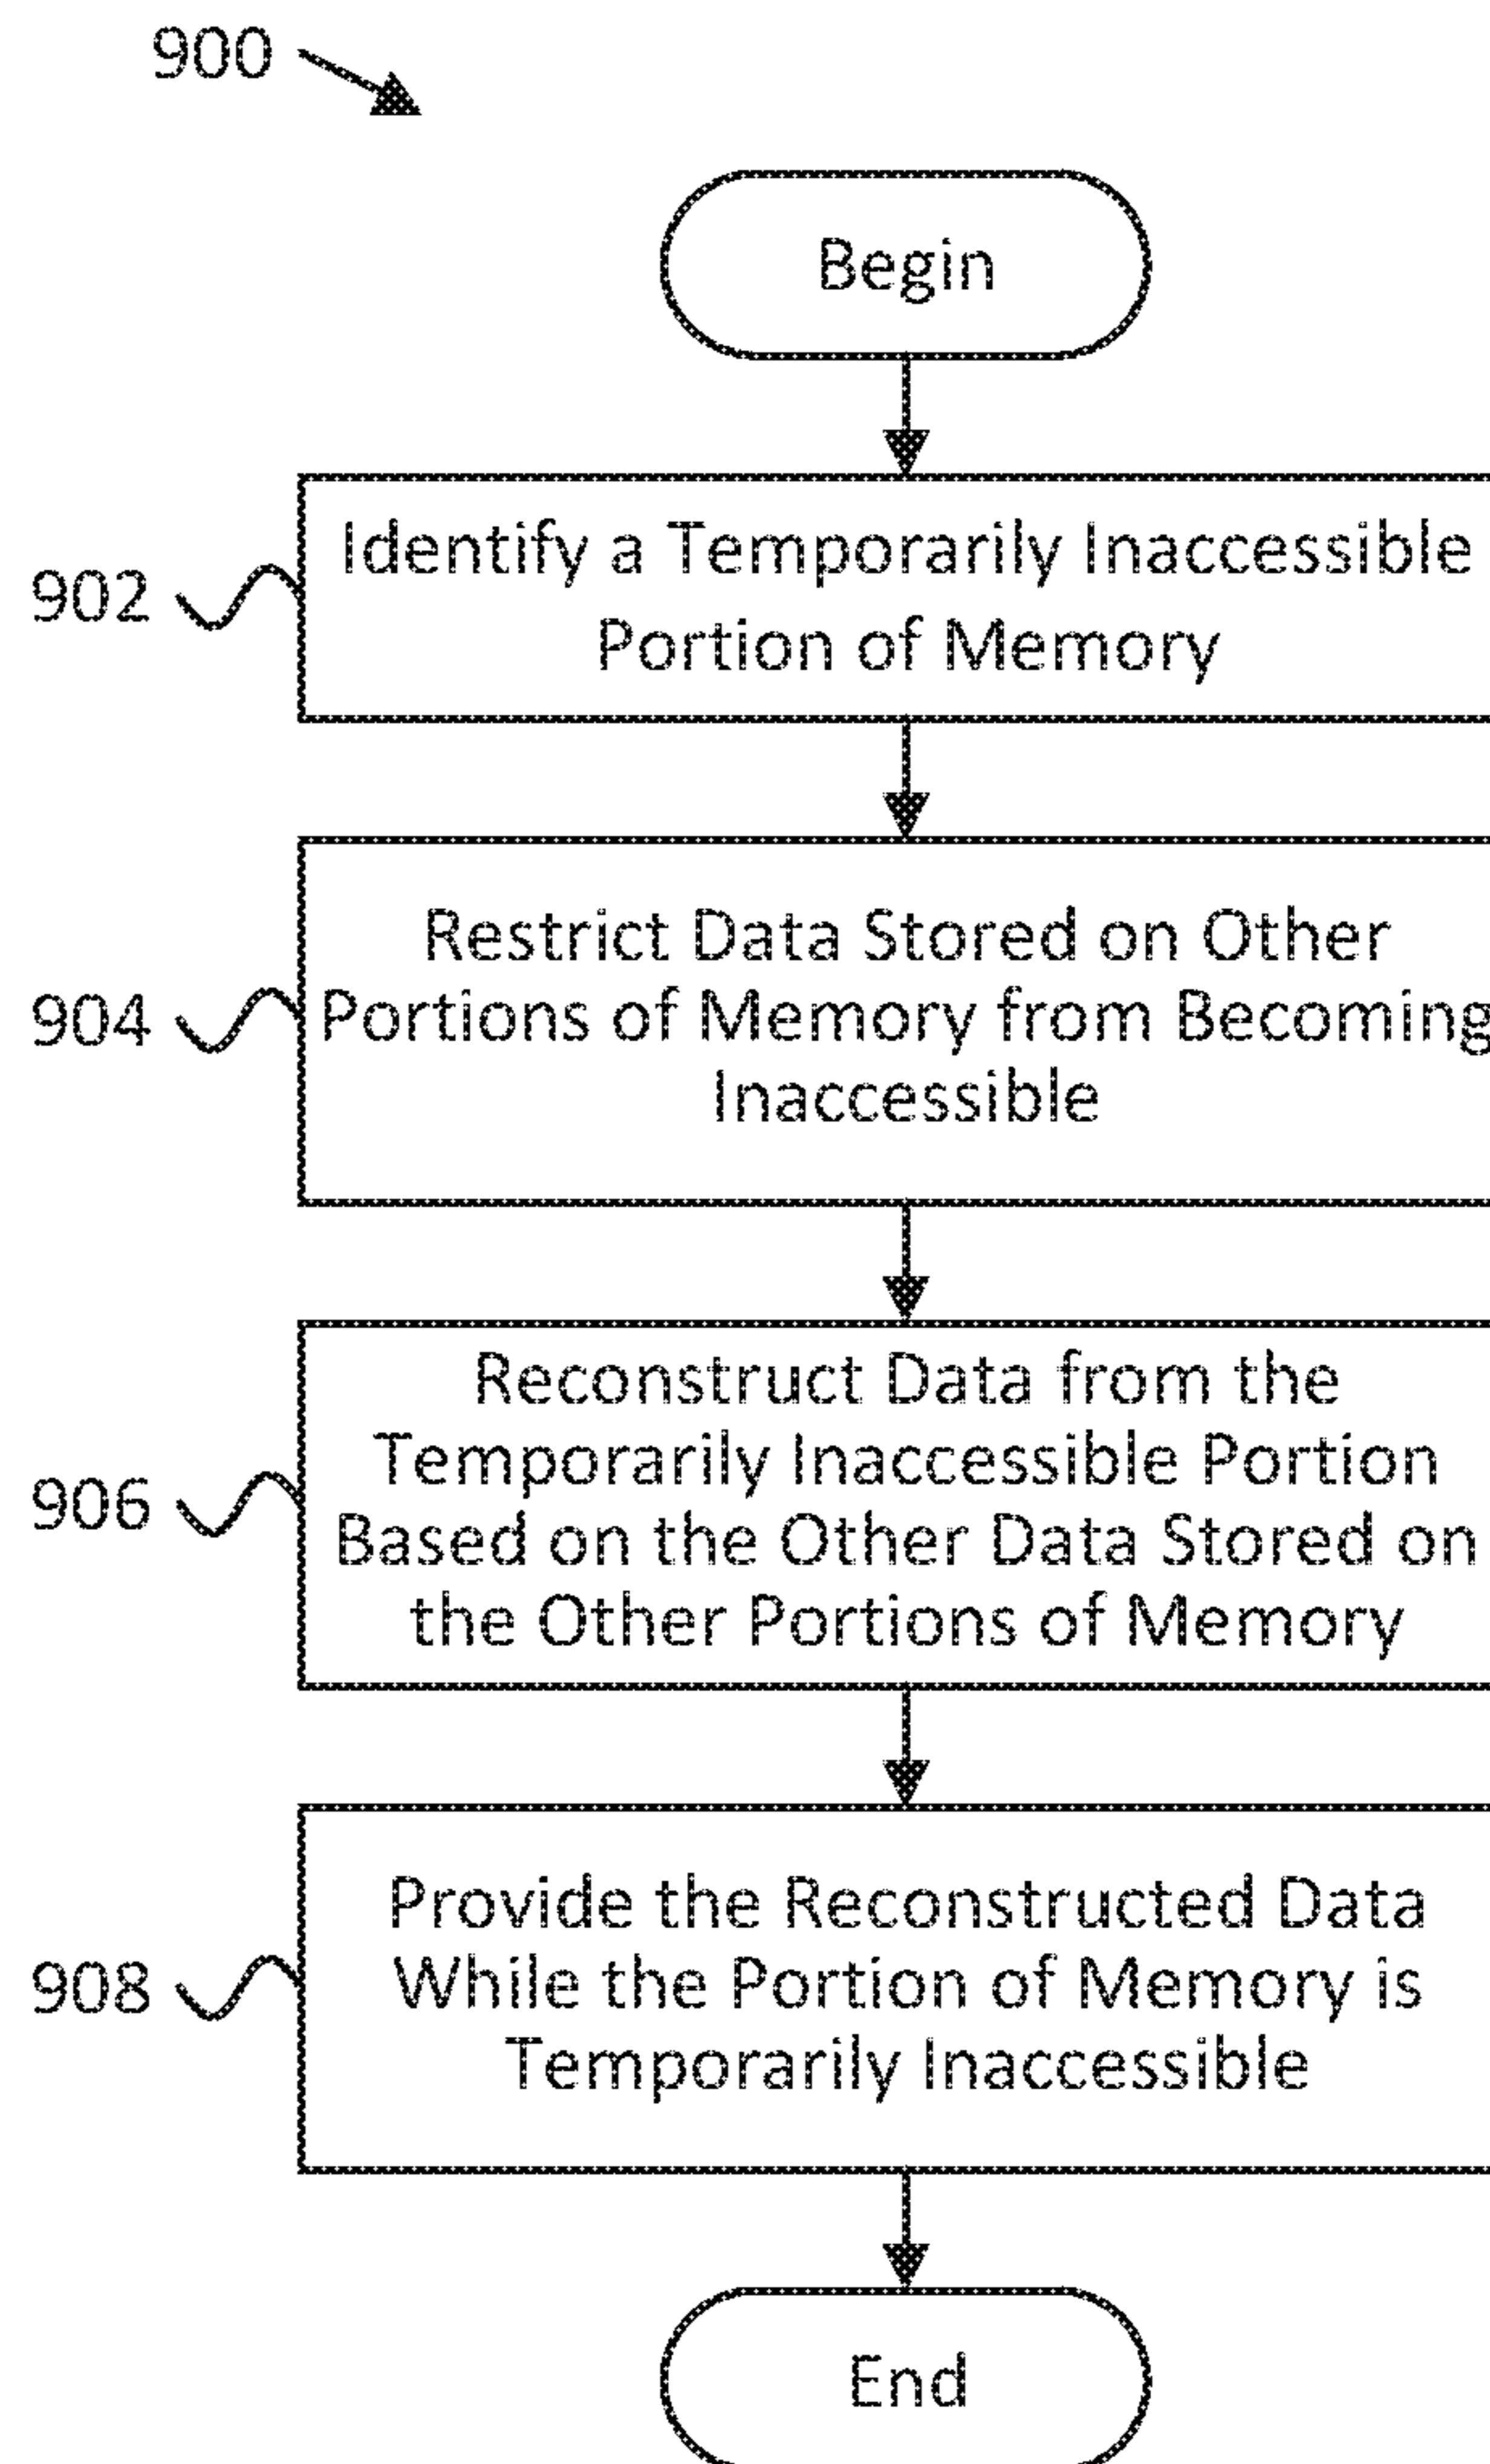 900
Begin
902
Identify a Temporarily Inaccessible
Portion of Memory
904
Restrict Data Stored on Other
Portions of Memory from Becoming
Inaccessible
906
Reconstruct Data from the
Temporarily Inaccessible Portion
Based on the Other Data Stored on
the Other Portions of Memory
908
Provide the Reconstructed Data
While the Portion of Memory is
Temporarily Inaccessible
End